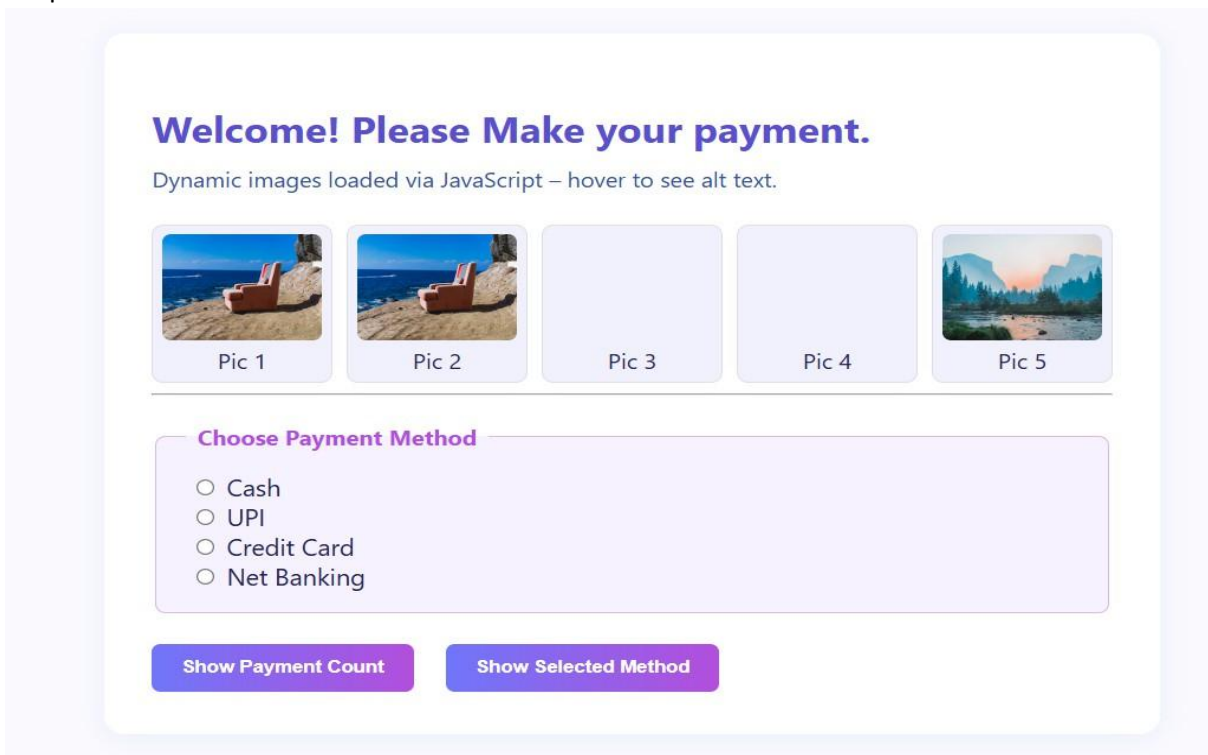 Welcome! Please Make your payment.
Dynamic images loaded via JavaScript – hover to see alt text.
Pic 1 Pic 2 Pic 3 Pic 4 Pic 5
Choose Payment Method
Cash
UPI
Credit Card
Net Banking
Show Payment Count Show Selected Method